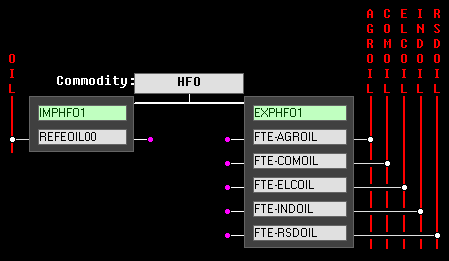 OIL
AGROIL
COMOIL
ELCOIL
INDOIL
RSDOIL
Commodity: HFO
IMPHFO1
REFEOIL00
EXPHFO1
FTE-AGROIL
FTE-COMOIL
FTE-ELCOIL
FTE-INDOIL
FTE-RSDOIL